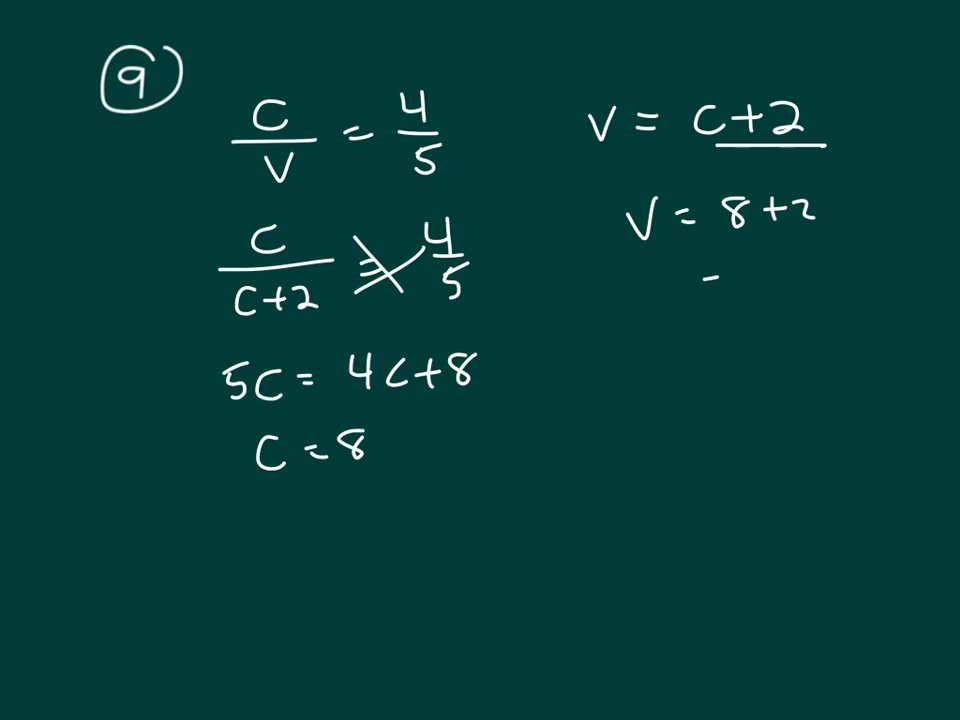 9
C/V = 4/5
C/(C+2) = 4/5
5C = 4C+8
C = 8
V = C+2
V = 8+2
-